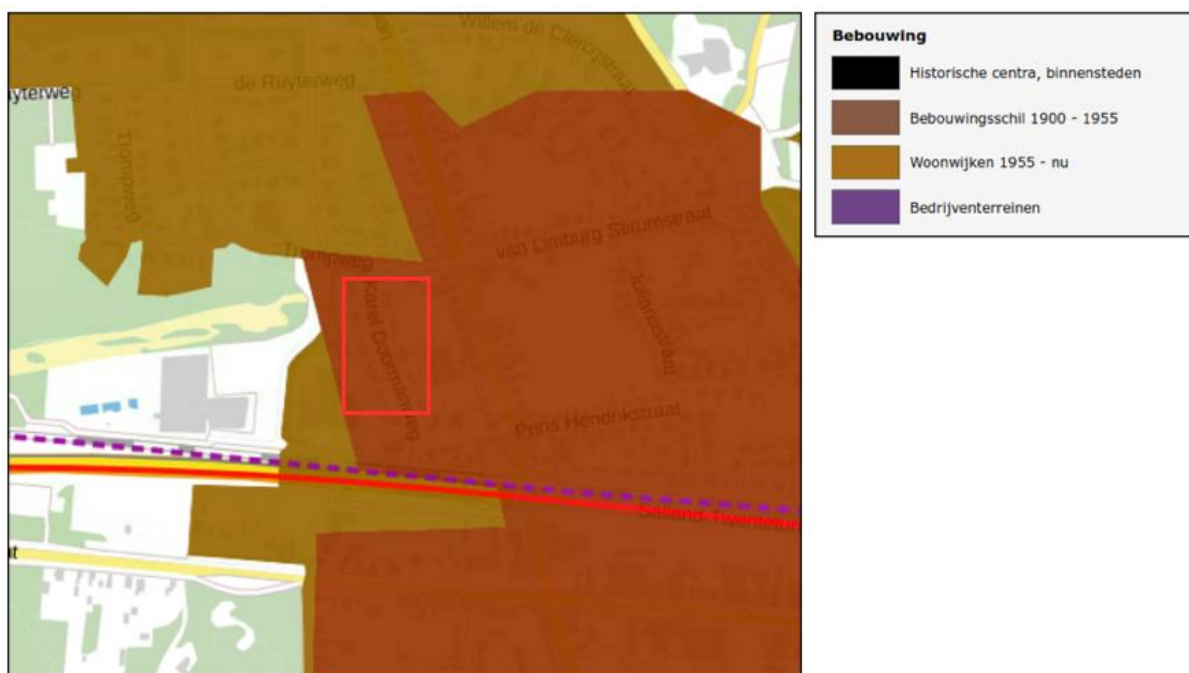 Willem de Clercqstraat
de Ruyterweg
uyterweg
Trompweg
van Limburg Stirumstraat
Trompweg
Julianastraat
Karel Doormanweg
Prins Hendrikstraat
Salland-Twentetun
Bebouwing
Historische centra, binnensteden
Bebouwingsschil 1900 - 1955
Woonwijken 1955 - nu
Bedrijventerreinen